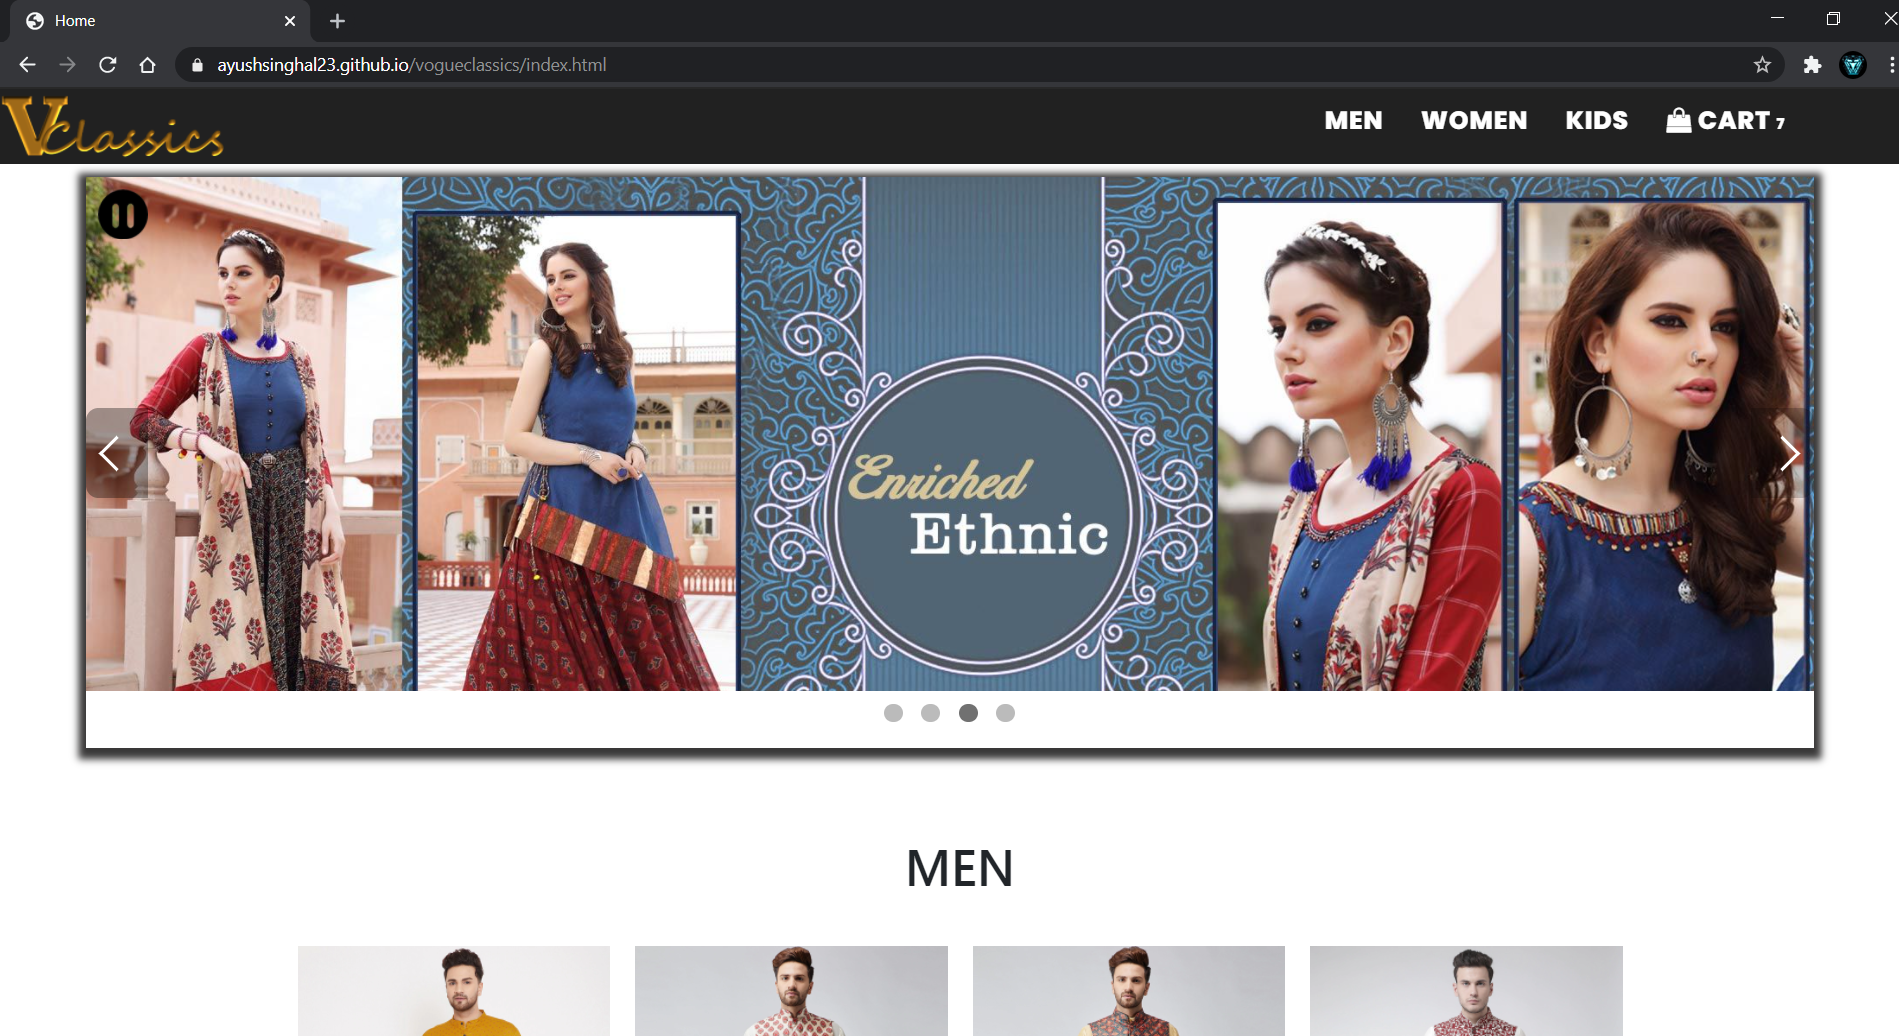 Home
ayushsinghal23.github.io/vogueclassics/index.html
VClassics
MEN WOMEN KIDS CART 7
Enriched
Ethnic
MEN